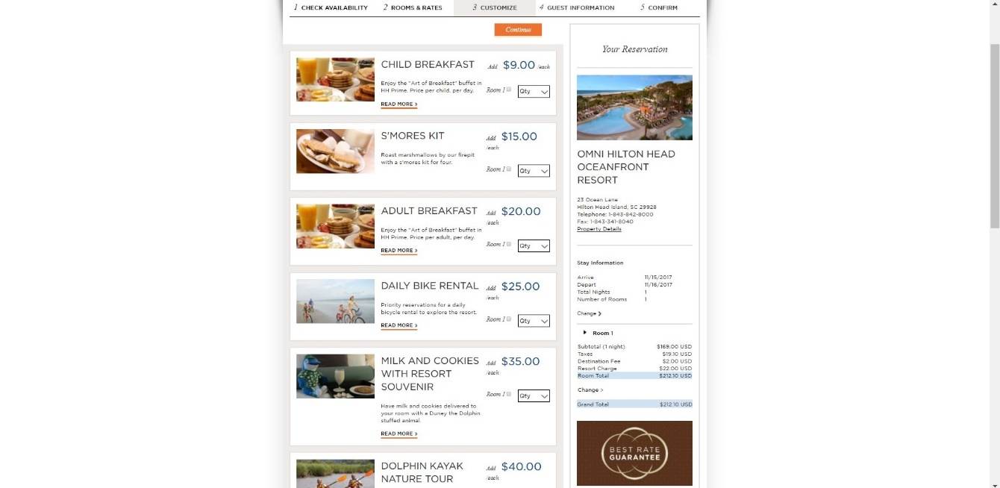 1 CHECK AVAILABILITY 2 ROOMS & RATES 3 CUSTOMIZE 4 GUEST INFORMATION 5 CONFIRM
Continue
CHILD BREAKFAST
Add $9.00 /each
Enjoy the "Art of Breakfast" buffet in
HH Prime. Price per child, per day.
Room 1 Qty
READ MORE >
S'MORES KIT
Add $15.00
/each
Roast marshmallows by our firepit
with a s'mores kit for four.
Room 1 Qty
ADULT BREAKFAST
Add $20.00
/each
Enjoy the "Art of Breakfast" buffet in
HH Prime. Price per adult, per day.
Room 1 Qty
READ MORE >
DAILY BIKE RENTAL
Add $25.00
/each
Priority reservations for a daily
bicycle rental to explore the resort.
Room 1 Qty
READ MORE >
MILK AND COOKIES
WITH RESORT
SOUVENIR
Add $35.00
/each
Room 1 Qty
Have milk and cookies delivered to
your room with a Duney the Dolphin
stuffed animal.
READ MORE >
DOLPHIN KAYAK
NATURE TOUR
Add $40.00
/each
Your Reservation
OMNI HILTON HEAD
OCEANFRONT
RESORT
23 Ocean Lane
Hilton Head Island, SC 29928
Telephone: 1-843-842-8000
Fax: 1-843-341-8040
Property Details
Stay Information
Arrive 11/15/2017
Depart 11/16/2017
Total Nights 1
Number of Rooms 1
Change >
Room 1
Subtotal (1 night) $169.00 USD
Taxes $19.10 USD
Destination Fee $2.00 USD
Resort Charge $22.00 USD
Room Total $212.10 USD
Change >
Grand Total $212.10 USD
BEST RATE
GUARANTEE